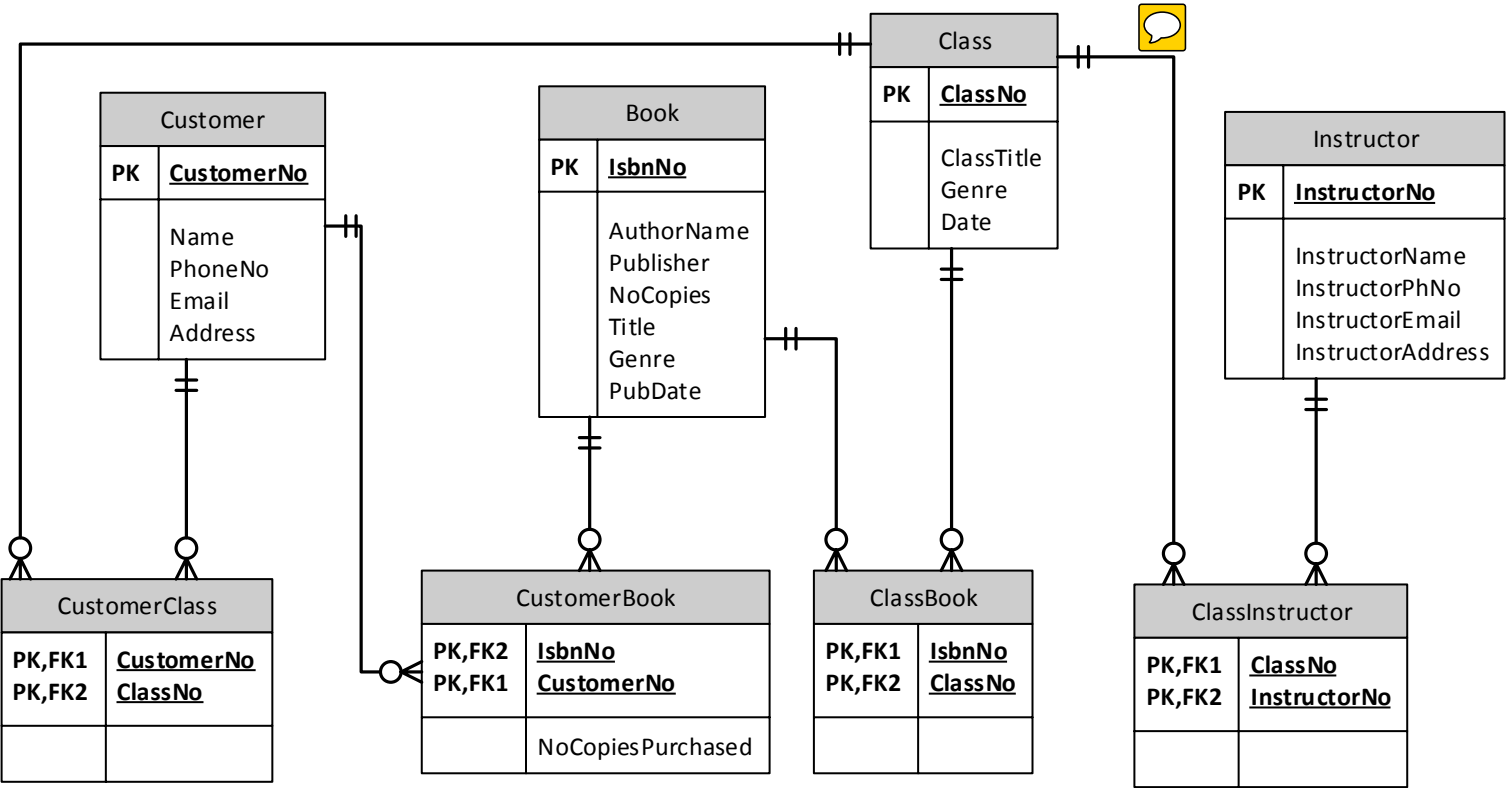 Class
PK ClassNo
ClassTitle
Genre
Date
Customer
PK CustomerNo
Name
PhoneNo
Email
Address
Book
PK IsbnNo
AuthorName
Publisher
NoCopies
Title
Genre
PubDate
Instructor
PK InstructorNo
InstructorName
InstructorPhNo
InstructorEmail
InstructorAddress
CustomerClass
PK,FK1 CustomerNo
PK,FK2 ClassNo
CustomerBook
PK,FK2 IsbnNo
PK,FK1 CustomerNo
NoCopiesPurchased
ClassBook
PK,FK1 IsbnNo
PK,FK2 ClassNo
ClassInstructor
PK,FK1 ClassNo
PK,FK2 InstructorNo